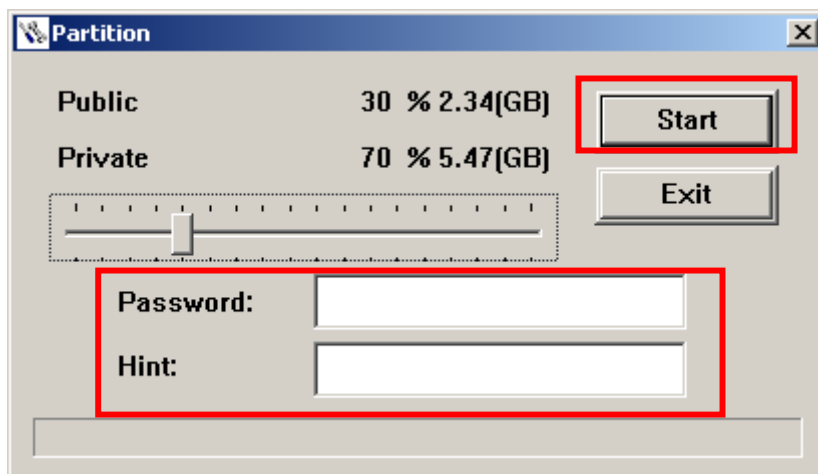 Partition
Public 30 % 2.34(GB)
Start
Private 70 % 5.47(GB)
Exit
Password:
Hint: